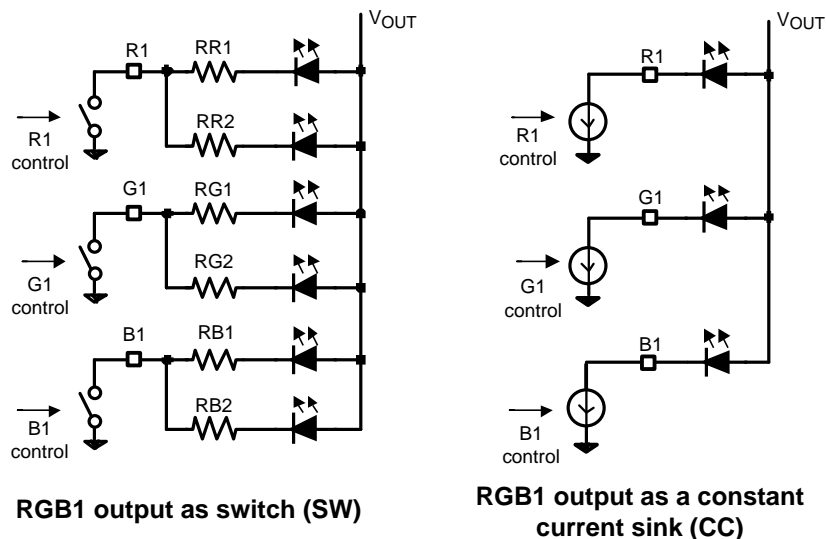 VOUT
R1
RR1
R1
control
RR2
G1
RG1
G1
control
RG2
B1
RB1
B1
control
RB2
RGB1 output as switch (SW)
VOUT
R1
R1
control
G1
G1
control
B1
B1
control
RGB1 output as a constant
current sink (CC)